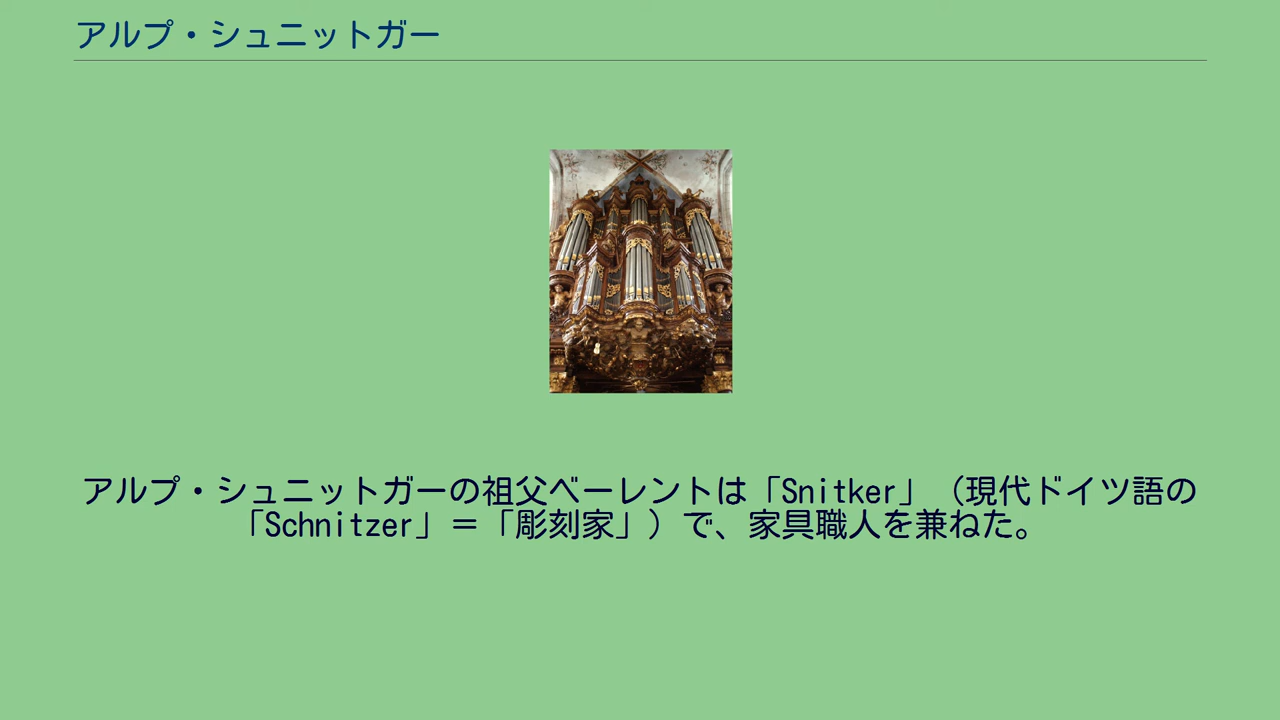 アルプ・シュニットガー
アルプ・シュニットガーの祖父ベーレントは「Snitker」（現代ドイツ語の
「Schnitzer」＝「彫刻家」）で、家具職人を兼ねた。